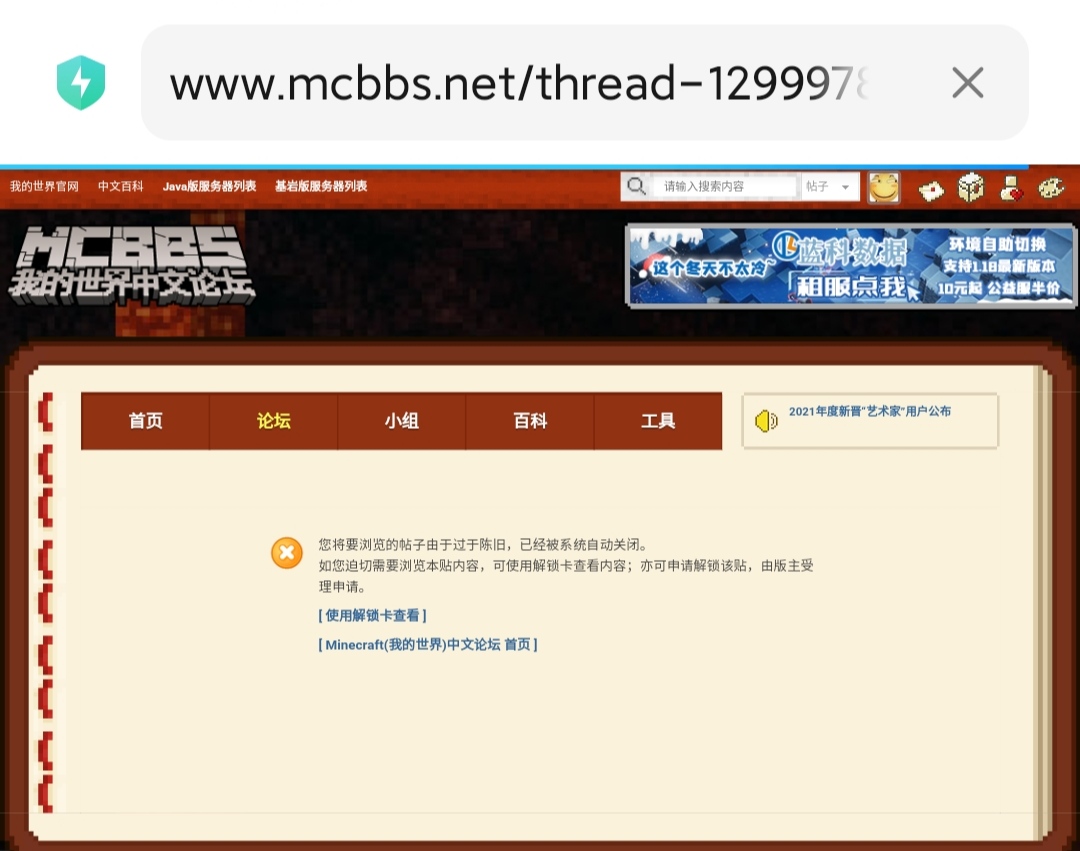 www.mcbbs.net/thread-129997
我的世界官网 中文百科 Java版服务器列表 基岩版服务器列表
请输入搜索内容 帖子
MCBBS
我的世界中文论坛
这个冬天不太冷~
蓝科数据
租服点我
环境自助切换
支持1.18最新版本
10元起 公益服半价
首页 论坛 小组 百科 工具
2021年度新晋"艺术家"用户公布
您将要浏览的帖子由于过于陈旧，已经被系统自动关闭。
如您迫切需要浏览本贴内容，可使用解锁卡查看内容；亦可申请解锁该贴，由版主受
理申请。
[ 使用解锁卡查看 ]
[ Minecraft(我的世界)中文论坛 首页 ]